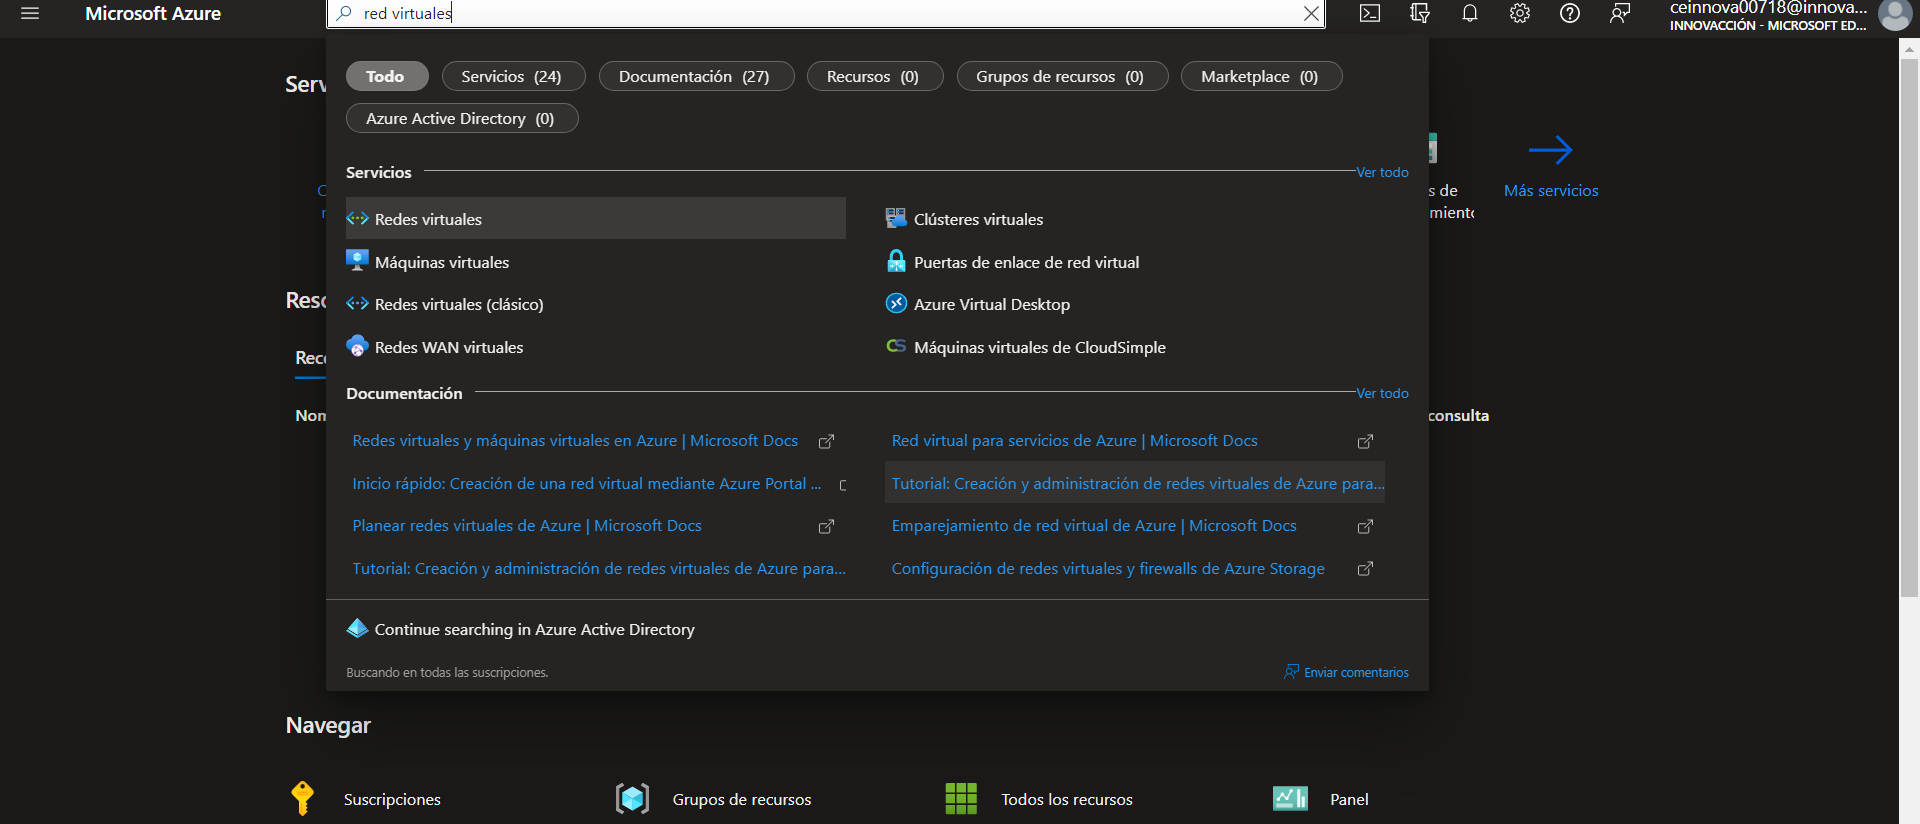 Microsoft Azure
red virtuales
ceinnova00718@innova...
INNOVACCIÓN - MICROSOFT ED...
Todo
Servicios (24)
Documentación (27)
Recursos (0)
Grupos de recursos (0)
Marketplace (0)
Azure Active Directory (0)
Serv
Servicios
Ver todo
Redes virtuales
Clústeres virtuales
Máquinas virtuales
Puertas de enlace de red virtual
Redes virtuales (clásico)
Azure Virtual Desktop
Redes WAN virtuales
CS Máquinas virtuales de CloudSimple
s de
miento
Más servicios
Reso
Rece
Nom
consulta
Documentación
Ver todo
Redes virtuales y máquinas virtuales en Azure | Microsoft Docs
Red virtual para servicios de Azure | Microsoft Docs
Inicio rápido: Creación de una red virtual mediante Azure Portal ...
Tutorial: Creación y administración de redes virtuales de Azure para...
Planear redes virtuales de Azure | Microsoft Docs
Emparejamiento de red virtual de Azure | Microsoft Docs
Tutorial: Creación y administración de redes virtuales de Azure para...
Configuración de redes virtuales y firewalls de Azure Storage
Continue searching in Azure Active Directory
Buscando en todas las suscripciones.
Enviar comentarios
Navegar
Suscripciones
Grupos de recursos
Todos los recursos
Panel